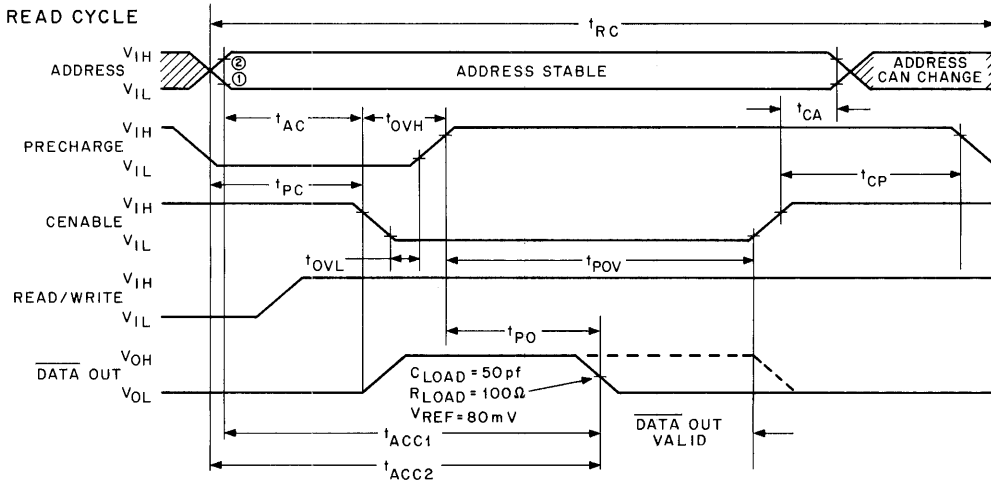 READ CYCLE
tRC
ADDRESS
VIH
VIL
②
①
ADDRESS STABLE
ADDRESS
CAN CHANGE
tAC
tOVH
tCA
PRECHARGE
VIH
VIL
tPC
tCP
CENABLE
VIH
VIL
tOVL
tPOV
READ/WRITE
VIH
VIL
tPO
DATA OUT
VOH
VOL
CLOAD = 50 pf
RLOAD = 100Ω
VREF = 80mV
DATA OUT
VALID
tACC1
tACC2